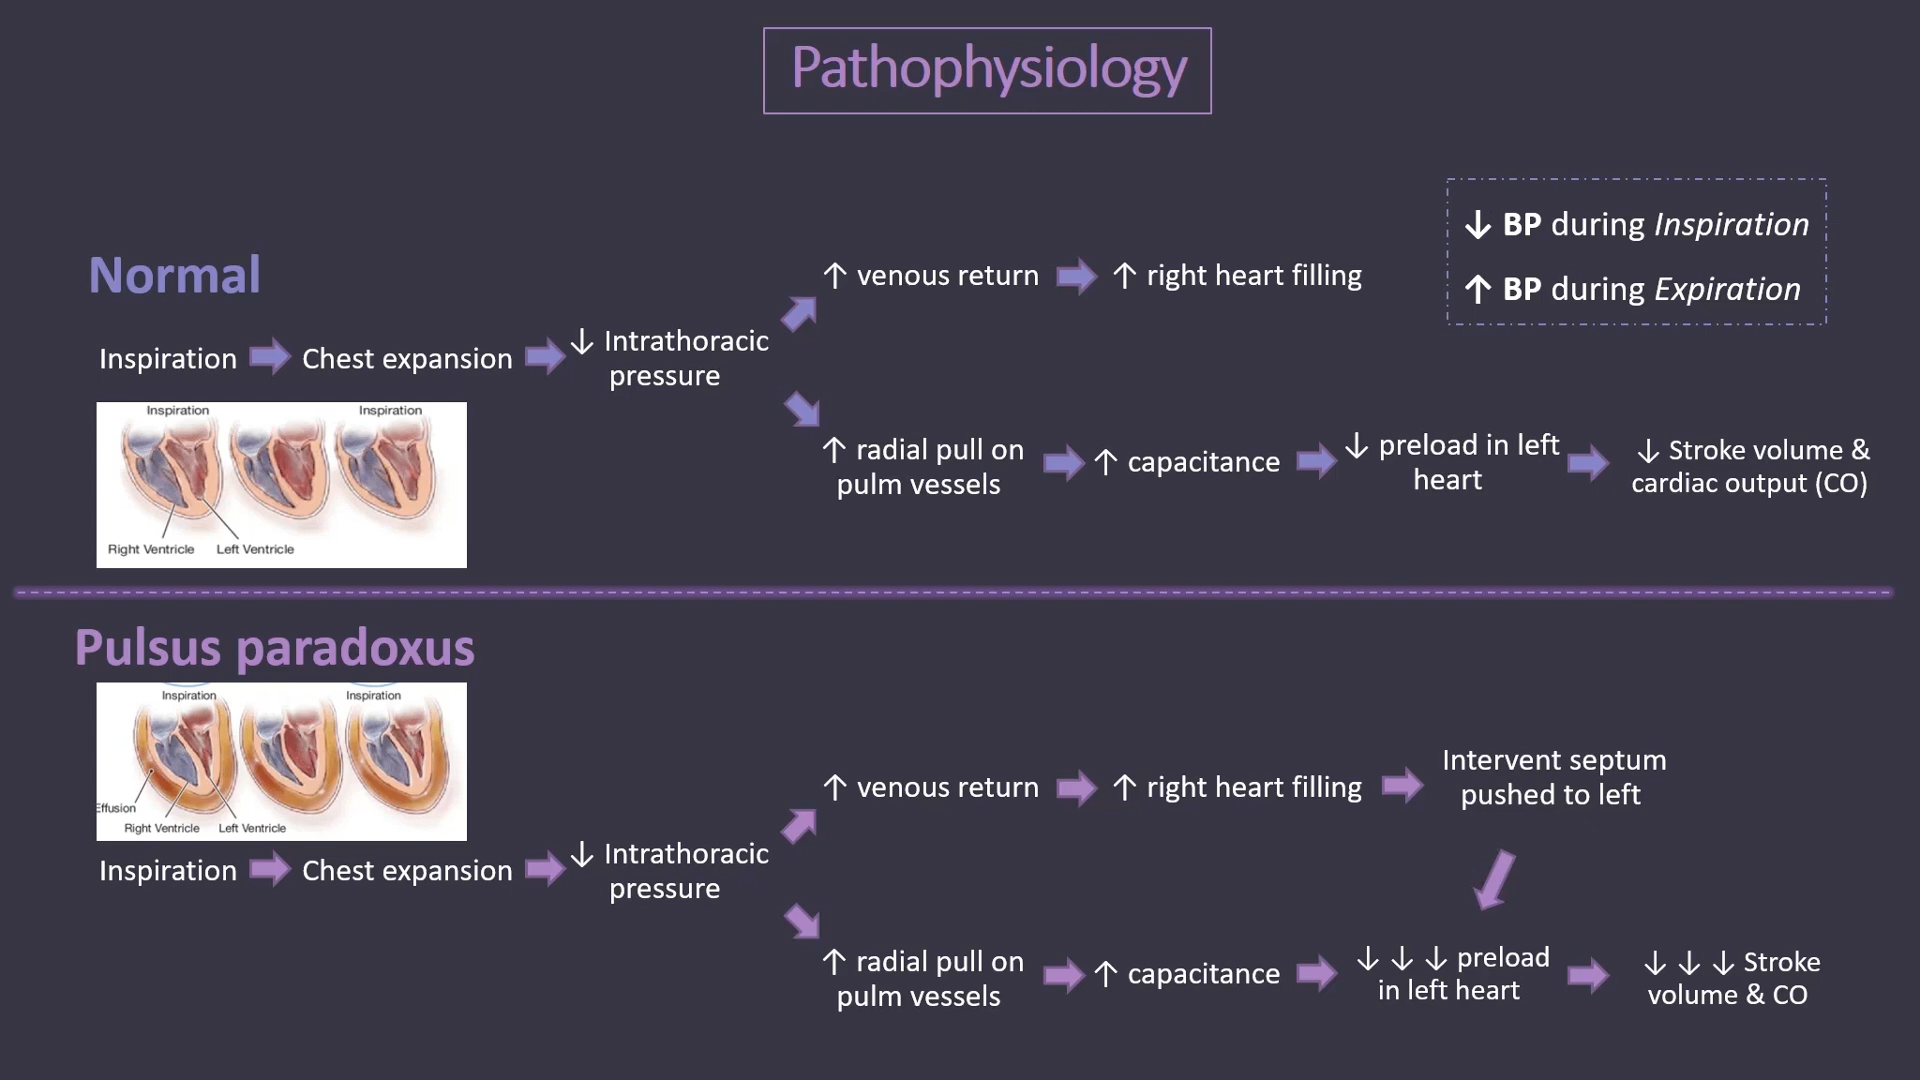 Pathophysiology
↓ BP during Inspiration
↑ BP during Expiration
Normal
Inspiration
Chest expansion
↓ Intrathoracic
pressure
↑ venous return
↑ right heart filling
↑ radial pull on
pulm vessels
↑ capacitance
↓ preload in left
heart
↓ Stroke volume &
cardiac output (CO)
Inspiration
Inspiration
Right Ventricle
Left Ventricle
Pulsus paradoxus
Inspiration
Inspiration
Effusion
Right Ventricle
Left Ventricle
Inspiration
Chest expansion
↓ Intrathoracic
pressure
↑ venous return
↑ right heart filling
Intervent septum
pushed to left
↑ radial pull on
pulm vessels
↑ capacitance
↓ ↓ ↓ preload
in left heart
↓ ↓ ↓ Stroke
volume & CO